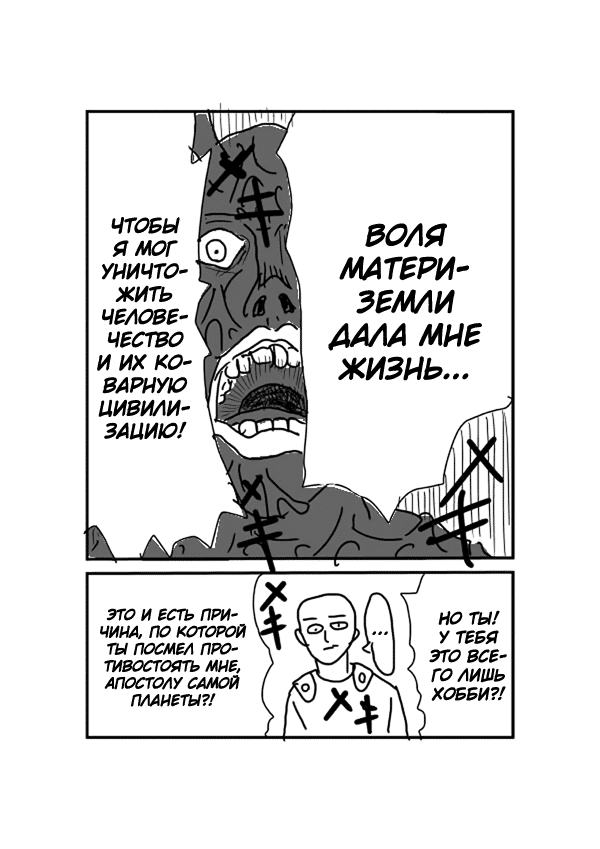 ВОЛЯ
МАТЕРИ-
ЗЕМЛИ
ДАЛА МНЕ
ЖИЗНЬ...
ЧТОБЫ
Я МОГ
УНИЧТО-
ЖИТЬ
ЧЕЛОВЕ-
ЧЕСТВО
И ИХ КО-
ВАРНУЮ
ЦИВИЛИ-
ЗАЦИЮ!
НО ТЫ!
У ТЕБЯ
ЭТО ВСЕ-
ГО ЛИШЬ
ХОББИ?!
...
ЭТО И ЕСТЬ ПРИ-
ЧИНА, ПО КОТОРОЙ
ТЫ ПОСМЕЛ ПРО-
ТИВОСТОЯТЬ МНЕ,
АПОСТОЛУ САМОЙ
ПЛАНЕТЫ?!